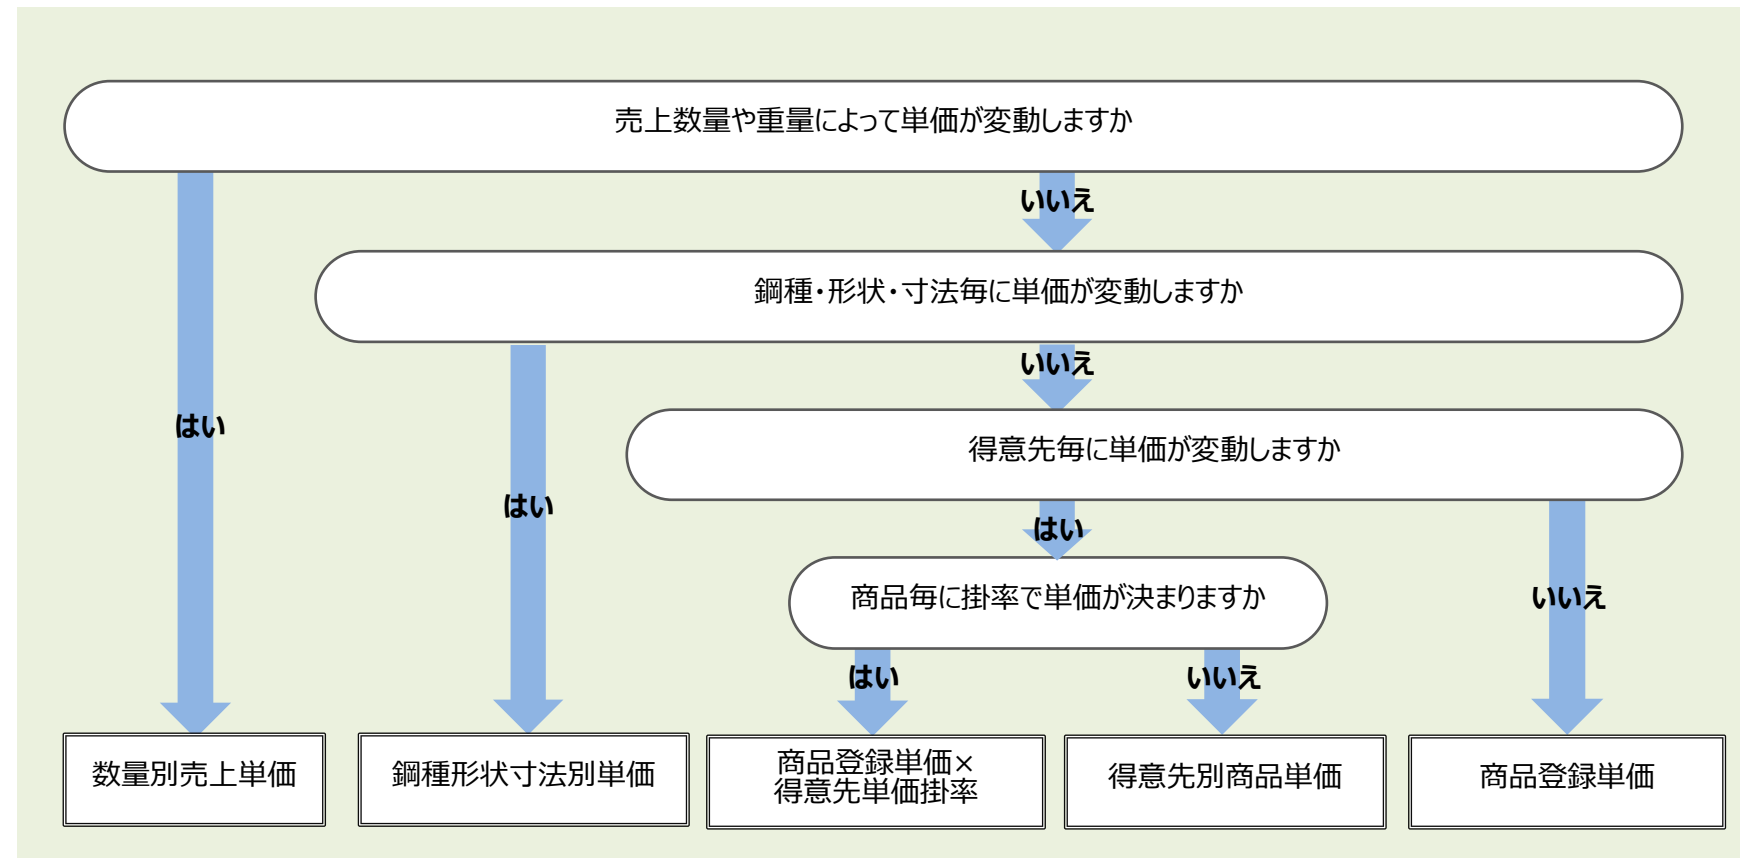 売上数量や重量によって単価が変動しますか
いいえ
鋼種・形状・寸法毎に単価が変動しますか
いいえ
はい
得意先毎に単価が変動しますか
はい
はい
商品毎に掛率で単価が決まりますか
いいえ
はい
いいえ
数量別売上単価
鋼種形状寸法別単価
商品登録単価×
得意先単価掛率
得意先別商品単価
商品登録単価